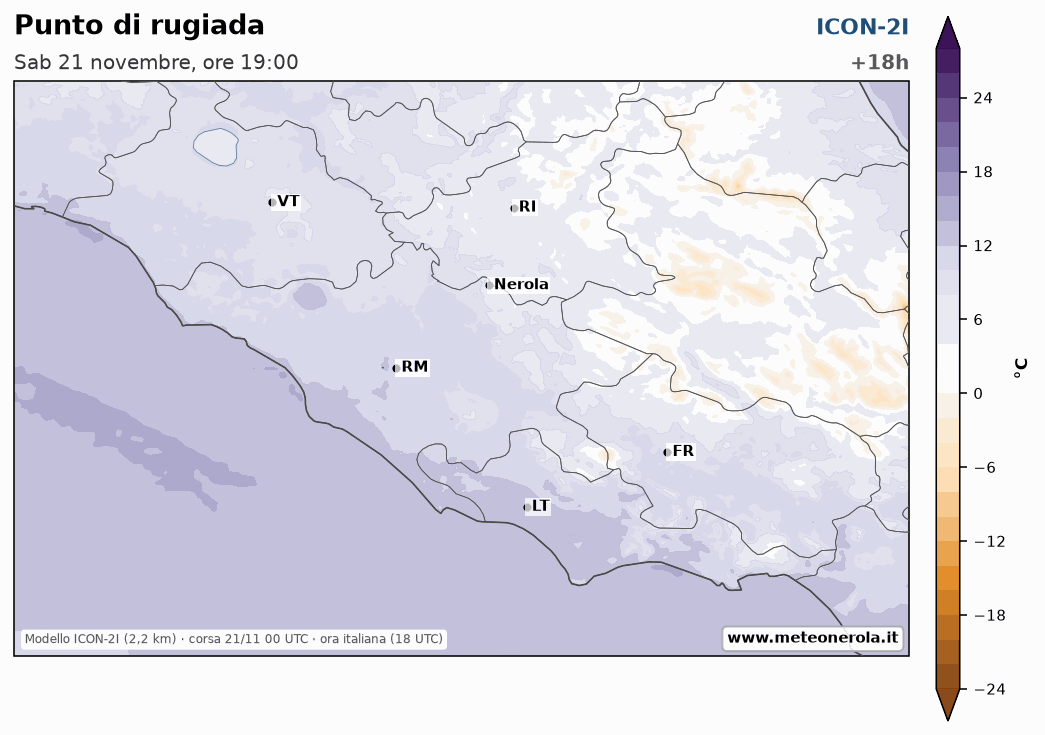 Punto di rugiada
ICON-2I
Sab 21 novembre, ore 19:00
+18h
VT
RI
Nerola
RM
FR
LT
24
18
12
6
0
−6
−12
−18
−24
°C
Modello ICON-2I (2,2 km) · corsa 21/11 00 UTC · ora italiana (18 UTC)
www.meteonerola.it